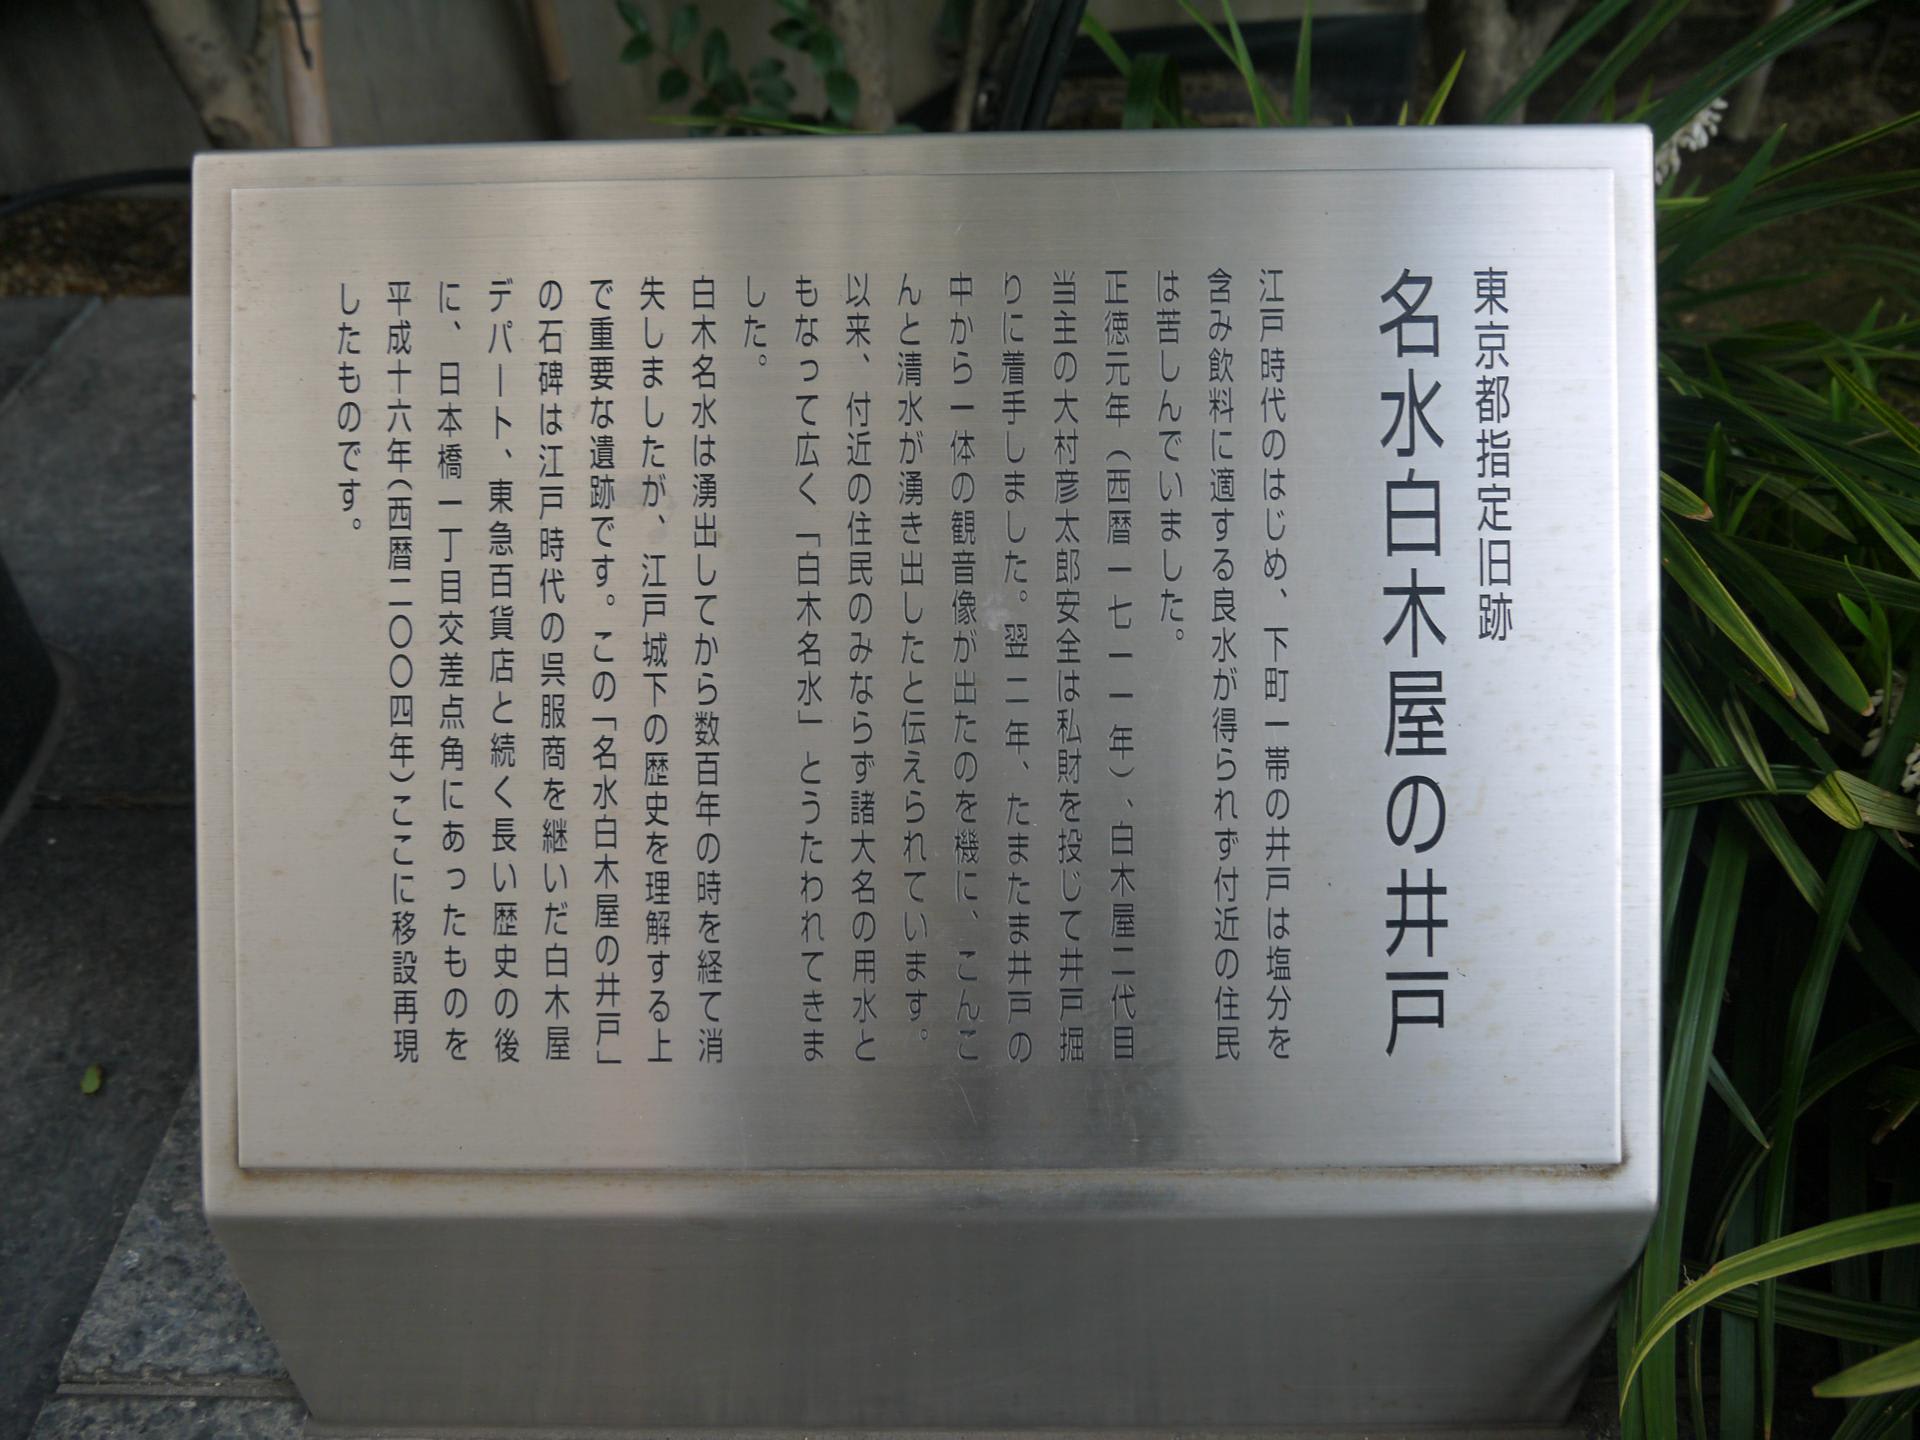 東京都指定旧跡
名水白木屋の井戸
江戸時代のはじめ、下町一帯の井戸は塩分を
含み飲料に適する良水が得られず付近の住民
は苦しんでいました。
正徳元年(西暦一七一一年)、白木屋二代目
当主の大村彦太郎安全は私財を投じて井戸掘
りに着手しました。翌二年、たまたま井戸の
中から一体の観音像が出たのを機に、こんこ
んと清水が湧き出したと伝えられています。
以来、付近の住民のみならず諸大名の用水と
もなって広く「白木名水」とうたわれてきま
した。
白木名水は湧出してから数百年の時を経て消
失しましたが、江戸城下の歴史を理解する上
で重要な遺跡です。この「名水白木屋の井戸」
の石碑は江戸時代の呉服商を継いだ白木屋
デパート、東急百貨店と続く長い歴史の後
に、日本橋一丁目交差点角にあったものを
平成十六年(西暦二〇〇四年)ここに移設再現
したものです。